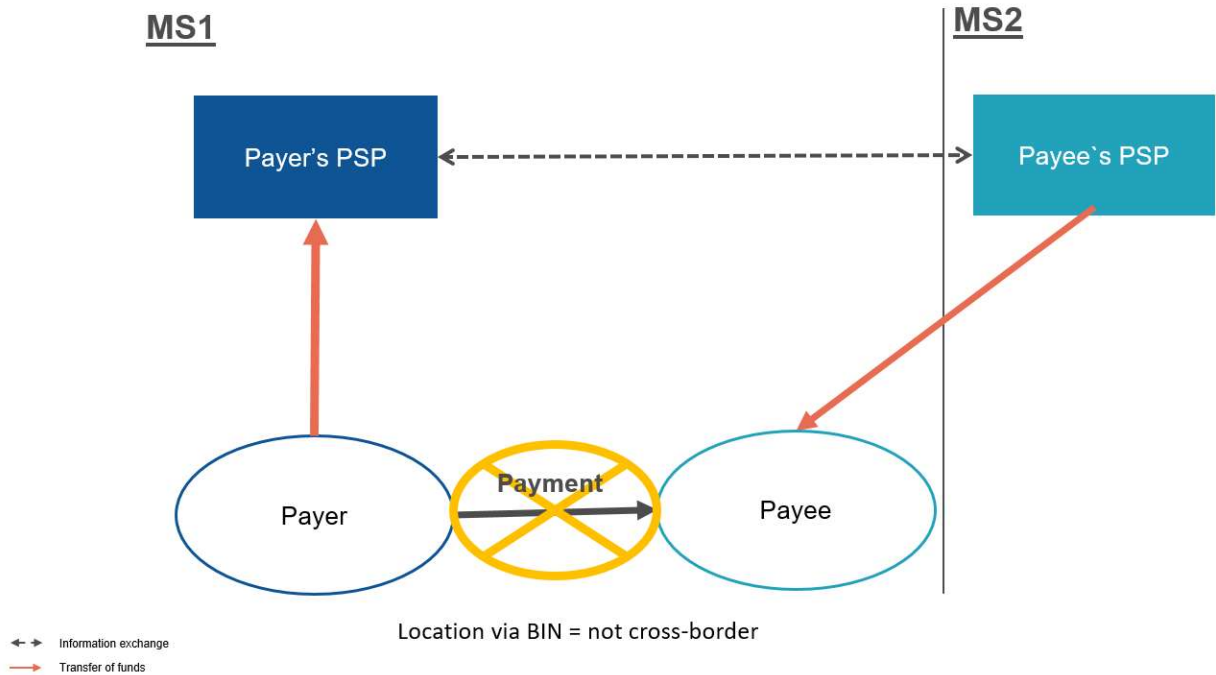 MS1
MS2
Payer’s PSP
Payee`s PSP
Payment
Payer
Payee
Location via BIN = not cross-border
Information exchange
Transfer of funds